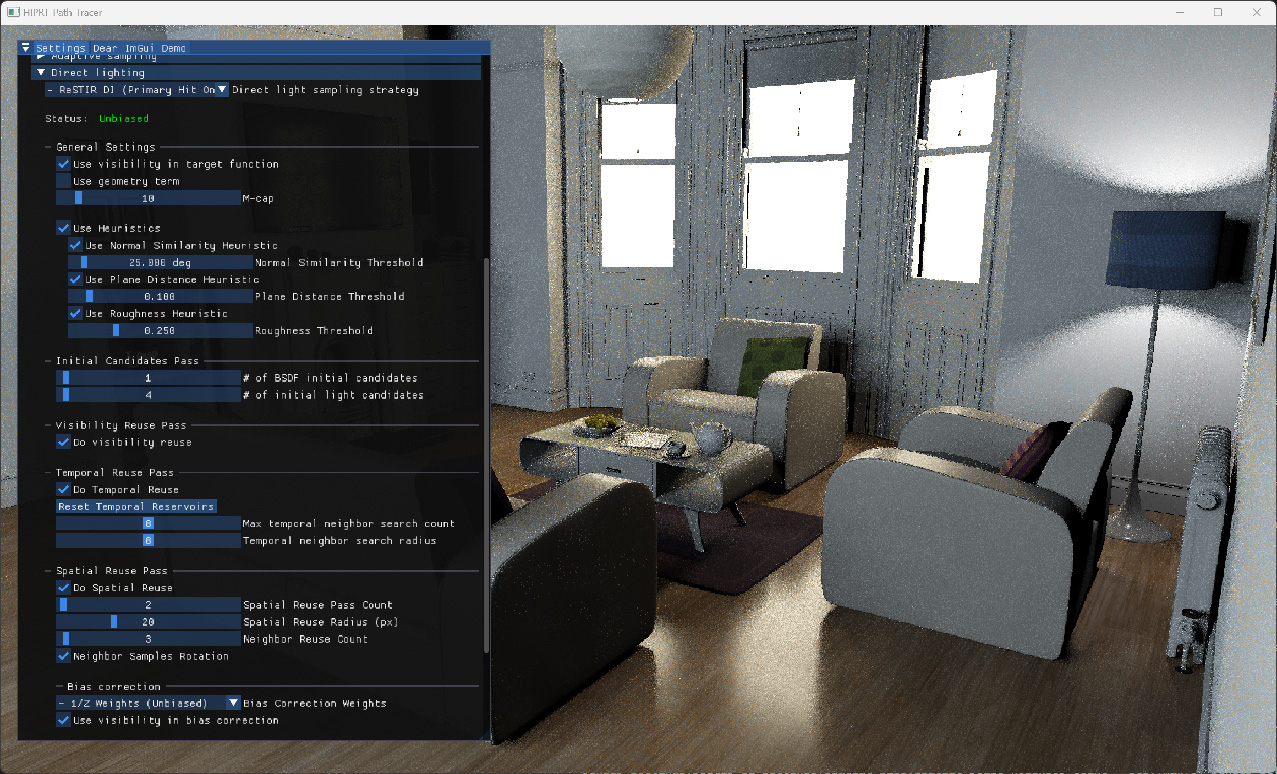 HIPRT Path Tracer
Settings Dear ImGui Demo
Adaptive sampling
Direct lighting
- ReSTIR DI (Primary Hit On Direct light sampling strategy
Status: Unbiased
General Settings
Use visibility in target function
Use geometry term
10 M-cap
Use Heuristics
Use Normal Similarity Heuristic
25.000 deg Normal Similarity Threshold
Use Plane Distance Heuristic
0.100 Plane Distance Threshold
Use Roughness Heuristic
0.250 Roughness Threshold
Initial Candidates Pass
1 # of BSDF initial candidates
4 # of initial light candidates
Visibility Reuse Pass
Do visibility reuse
Temporal Reuse Pass
Do Temporal Reuse
Reset Temporal Reservoirs
8 Max temporal neighbor search count
8 Temporal neighbor search radius
Spatial Reuse Pass
Do Spatial Reuse
2 Spatial Reuse Pass Count
20 Spatial Reuse Radius (px)
3 Neighbor Reuse Count
Neighbor Samples Rotation
Bias correction
- 1/Z Weights (Unbiased) Bias Correction Weights
Use visibility in bias correction